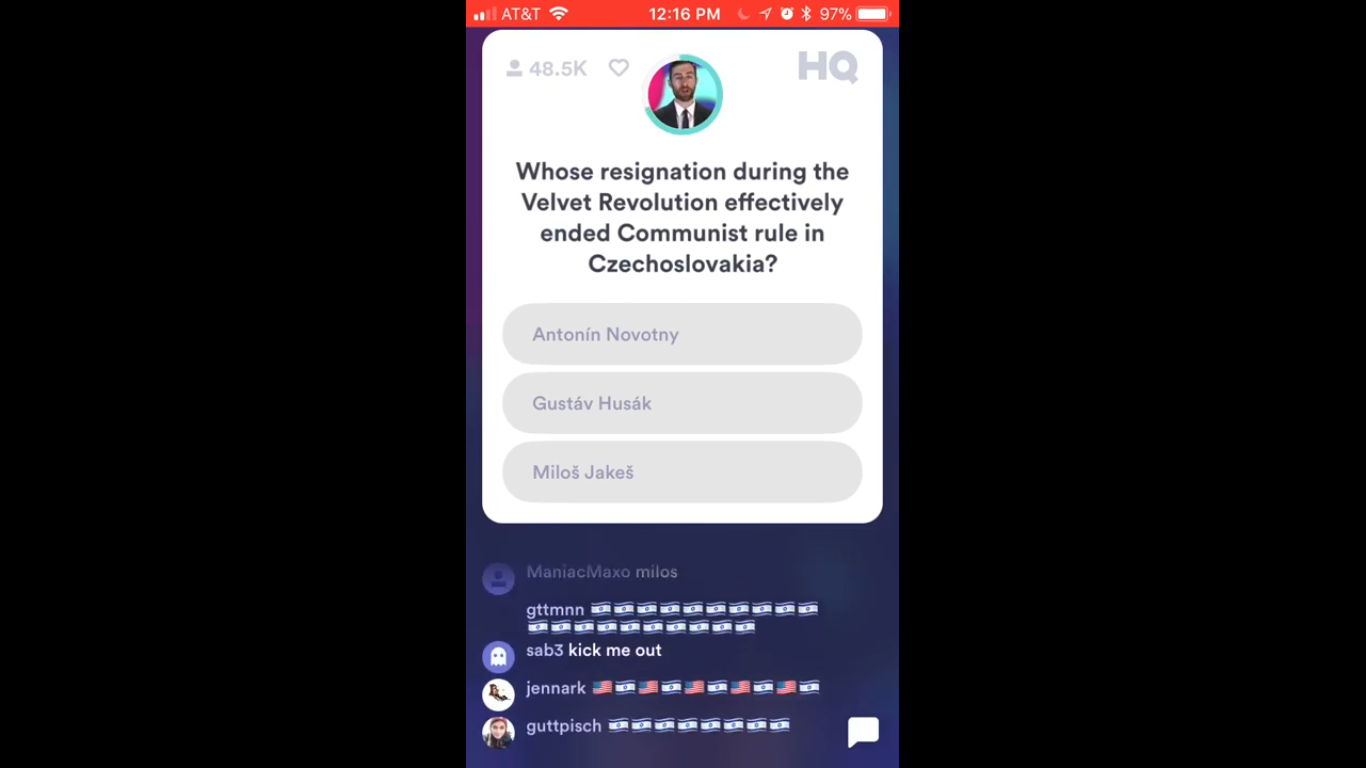 AT&T 12:16 PM 97%
48.5K HQ
Whose resignation during the
Velvet Revolution effectively
ended Communist rule in
Czechoslovakia?
Antonín Novotny
Gustáv Husák
Miloš Jakeš
ManiacMaxo milos
gttmnn 🇮🇱🇮🇱🇮🇱🇮🇱🇮🇱🇮🇱🇮🇱🇮🇱🇮🇱🇮🇱
🇮🇱🇮🇱🇮🇱🇮🇱🇮🇱🇮🇱🇮🇱🇮🇱🇮🇱🇮🇱
sab3 kick me out
jennark 🇺🇸🇮🇱🇺🇸🇮🇱🇺🇸🇮🇱🇺🇸🇮🇱🇺🇸🇮🇱
guttpisch 🇮🇱🇮🇱🇮🇱🇮🇱🇮🇱🇮🇱🇮🇱🇮🇱